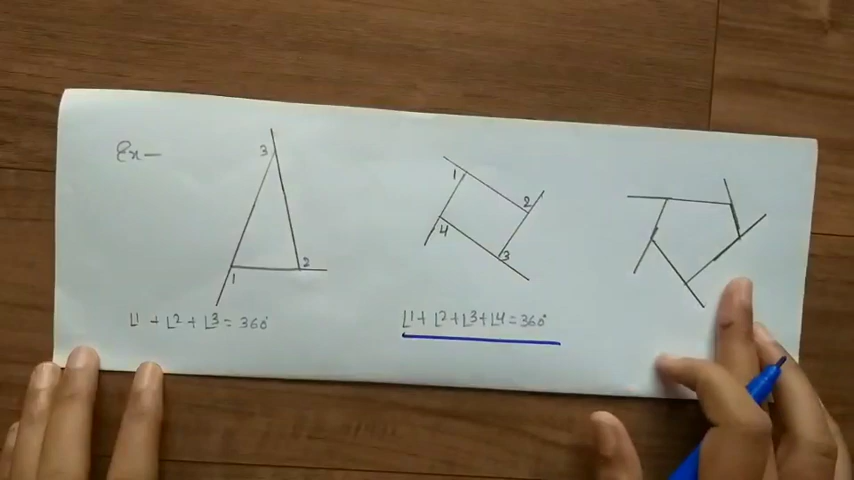 Ex—
3
1
2
∠1 + ∠2 + ∠3 = 360°
1
2
4
3
∠1 + ∠2 + ∠3 + ∠4 = 360°